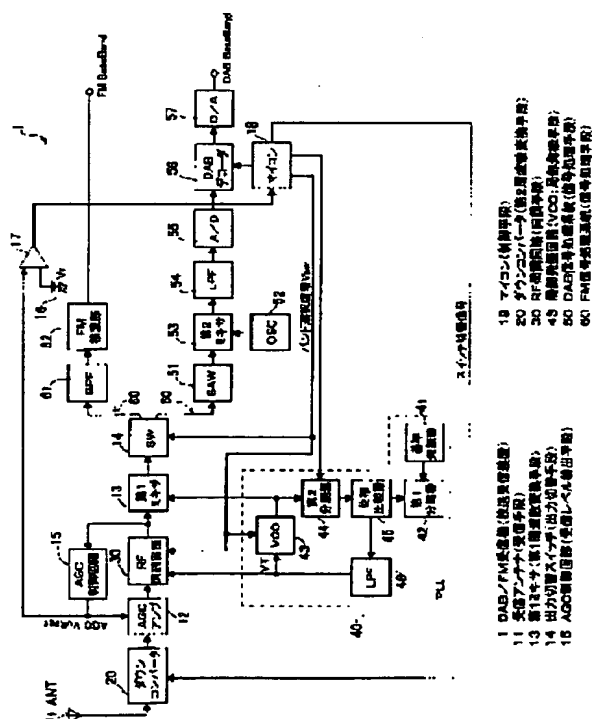 FM BaseBand
DAB BaseBand
1
17
V1
16
62
FM
検波部
61
BPF
57
D/A
56
DAB
デコーダ
18
マイコン
55
A/D
54
LPF
52
OSC
53
第2
ミキサ
51
SAW
60
50
14
SW
13
第1
ミキサ
15
AGC
制御回路
30
RF
同調回路
AGC
12
AGC
アンプ
ANT
20
ダウン
コンバータ
バンド選択信号
スイッチ切替信号
41
基準
発振器
第2
分周器
44
位相
比較器
45
第1
分周器
42
VCO
43
VT
LPF
40
PLL
1 DAB/FM受信機(放送受信装置)
11 受信アンテナ(受信手段)
13 第1ミキサ(第1周波数変換手段)
14 出力切替スイッチ(出力切替手段)
15 AGC制御回路(受信レベル検出手段)
18 マイコン(制御手段)
20 ダウンコンバータ(第2周波数変換手段)
30 RF同調回路(同調手段)
43 局部発振回路(VCO:局部発振手段)
50 DAB信号処理系統(信号処理手段)
60 FM信号処理系統(信号処理手段)